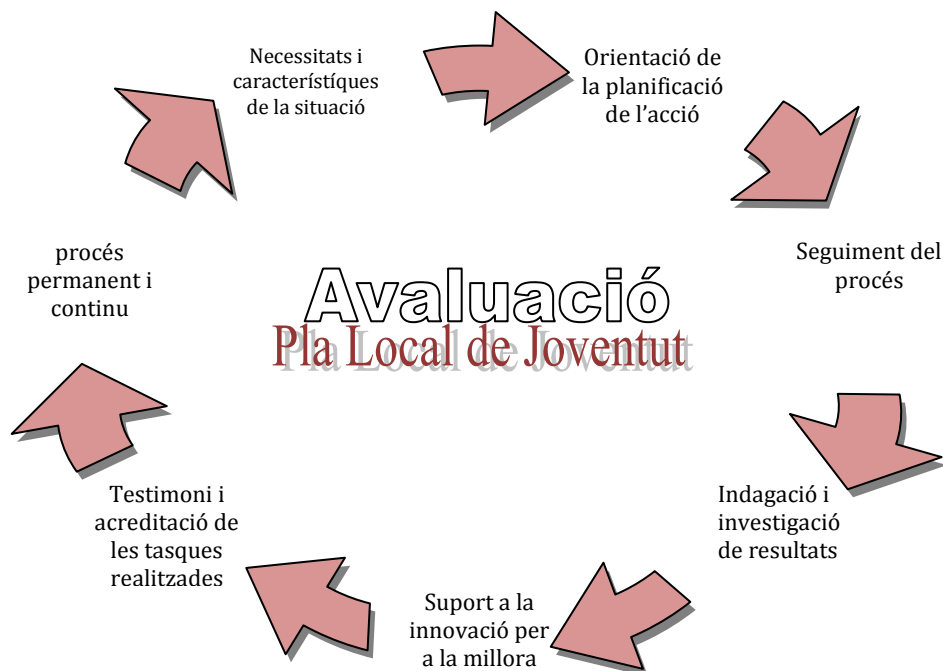 Necessitats i
característíques
de la situació
Orientació de
la planificació
de l'acció
Seguiment del
procés
Indagació i
investigació
de resultats
Suport a la
innovació per
a la millora
Testimoni i
acreditació de
les tasques
realitzades
procés
permanent i
continu
Avaluació
Pla Local de Joventut